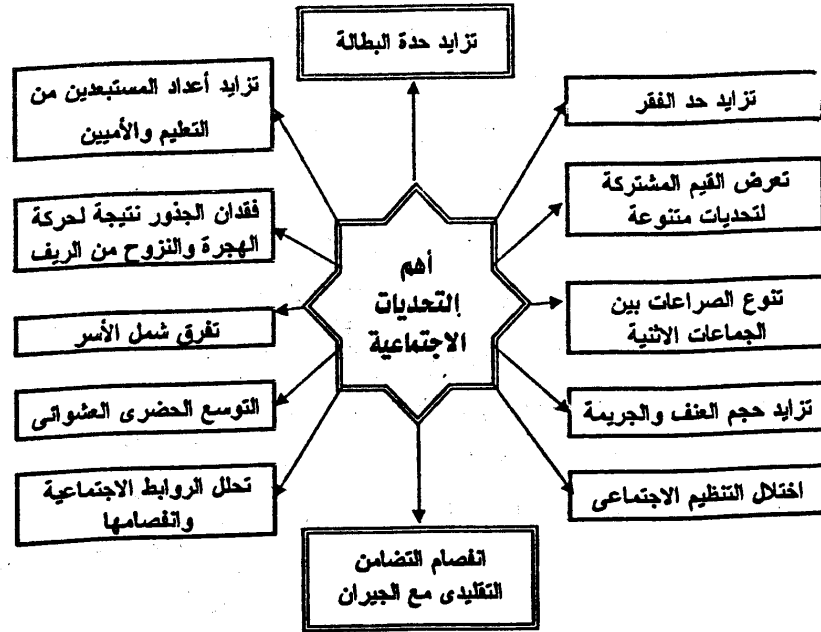 تزايد حدة البطالة
تزايد حد الفقر
تعرض القيم المشتركة
لتحديات متنوعة
تنوع الصراعات بين
الجماعات الاثنية
تزايد حجم العنف والجريمة
اختلال التنظيم الاجتماعى
أهم
التحديات
الاجتماعية
تزايد أعداد المستبعدين من
التعليم والأميين
فقدان الجذور نتيجة لحركة
الهجرة والنزوح من الريف
تفرق شمل الأسر
التوسع الحضرى العشوائى
تحلل الروابط الاجتماعية
وانفصامها
انفصام التضامن
التقليدى مع الجيران